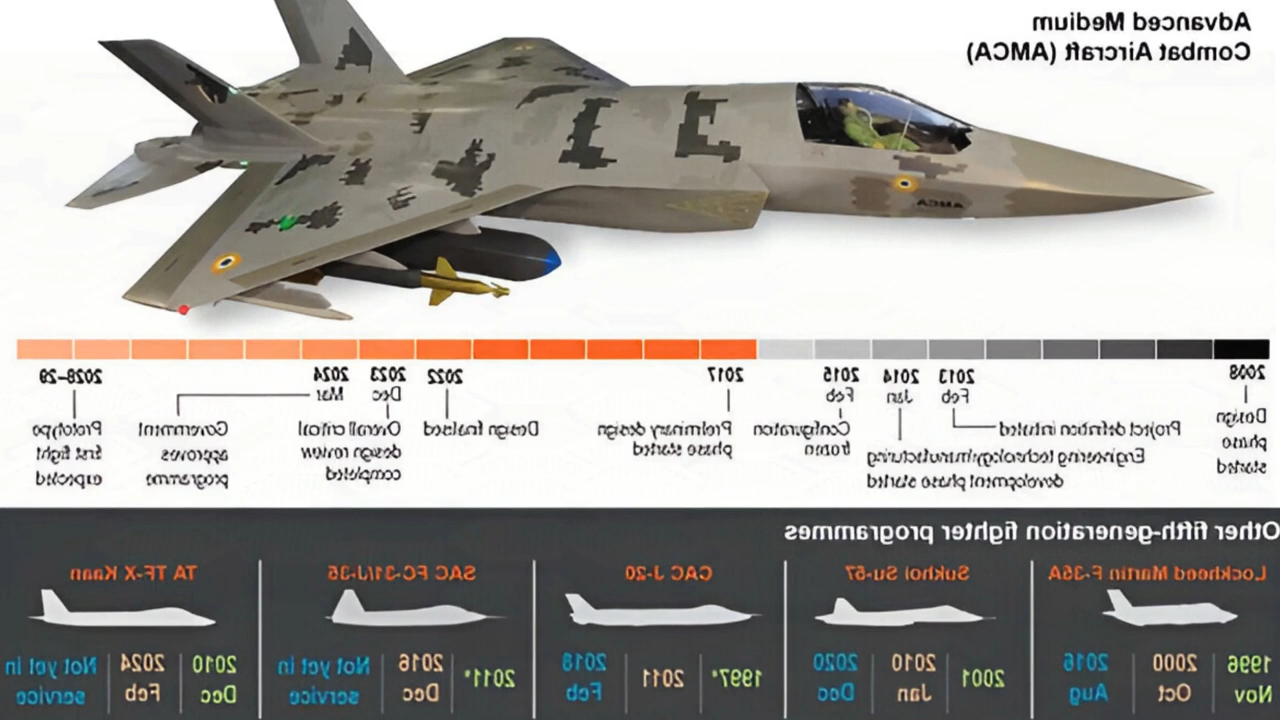 Advanced Medium
Combat Aircraft (AMCA)
AMCA
2008
Design
phase
started
2013
Feb
Project definition initiated
2014
Jan
Engineering technology/manufacturing
development phase started
2015
Feb
Configuration
frozen
2017
Preliminary design
phase started
2022
Design finalised
2023
Dec
Overall critical
design review
completed
2024
Mar
Government
approves
programme
2028–29
Prototype
first flight
expected
Other fifth-generation fighter programmes
Lockheed Martin F-35A
1996
Nov
2000
Oct
2016
Aug
Sukhoi Su-57
2001
2010
Jan
2020
Dec
CAC J-20
1997*
2011
2018
Feb
SAC FC-31/J-35
2011*
2016
Dec
Not yet in
service
TA TF-X Kaan
2010
Dec
2024
Feb
Not yet in
service